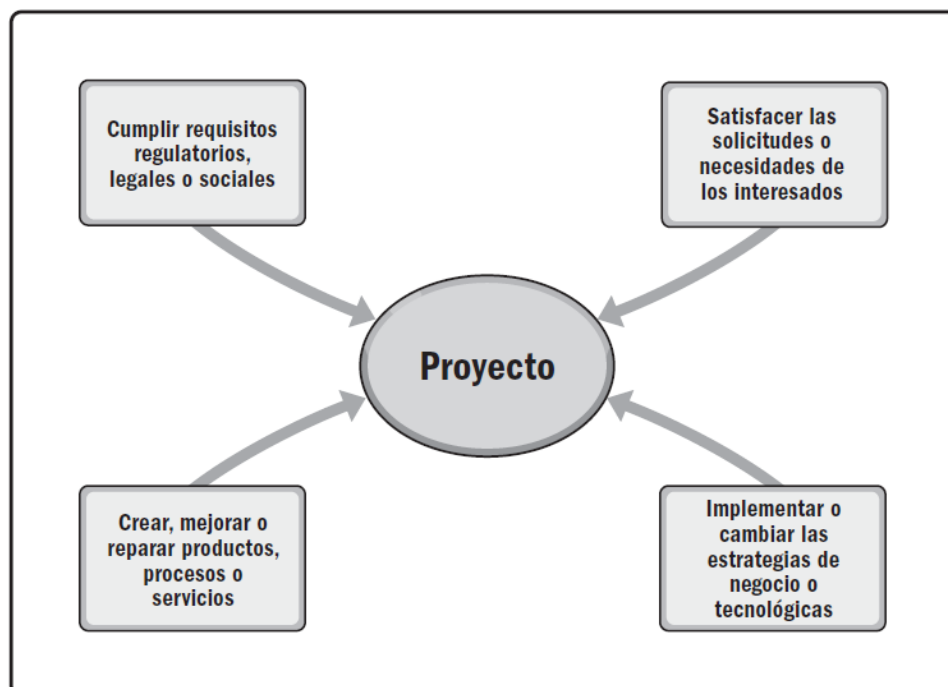 Cumplir requisitos
regulatorios,
legales o sociales
Satisfacer las
solicitudes o
necesidades de
los interesados
Proyecto
Crear, mejorar o
reparar productos,
procesos o
servicios
Implementar o
cambiar las
estrategias de
negocio o
tecnológicas